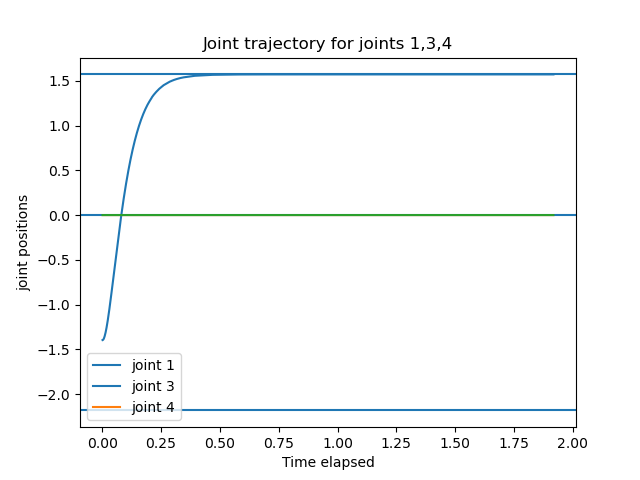 Joint trajectory for joints 1,3,4
joint positions
1.5
1.0
0.5
0.0
−0.5
−1.0
−1.5
−2.0
joint 1
joint 3
joint 4
0.00 0.25 0.50 0.75 1.00 1.25 1.50 1.75 2.00
Time elapsed